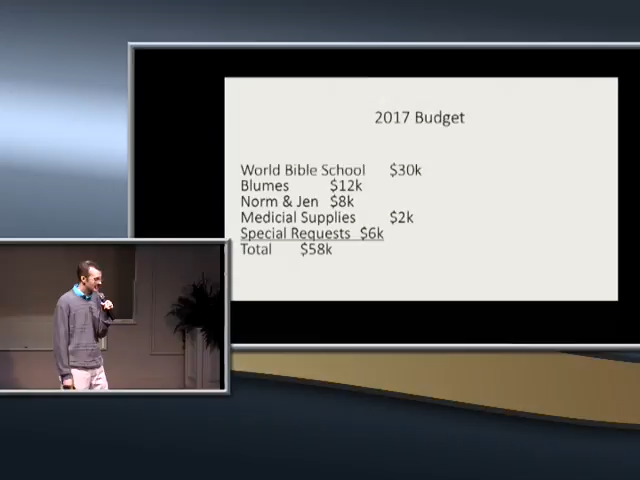 2017 Budget
World Bible School $30k
Blumes $12k
Norm & Jen $8k
Medicial Supplies $2k
Special Requests $6k
Total $58k